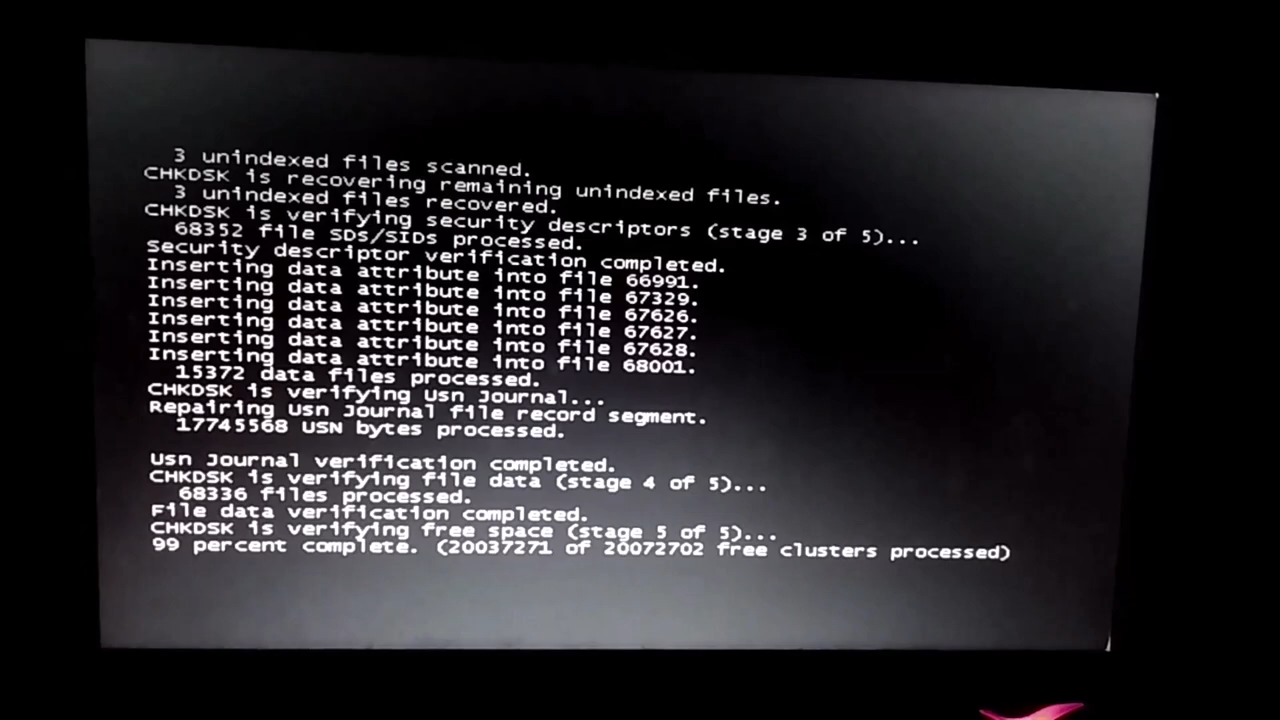 3 unindexed files scanned.
CHKDSK is recovering remaining unindexed files.
3 unindexed files recovered.
CHKDSK is verifying security descriptors (stage 3 of 5)...
68352 file SDs/SIDs processed.
Security descriptor verification completed.
Inserting data attribute into file 66991.
Inserting data attribute into file 67329.
Inserting data attribute into file 67626.
Inserting data attribute into file 67627.
Inserting data attribute into file 67628.
Inserting data attribute into file 68001.
15372 data files processed.
CHKDSK is verifying Usn Journal...
Repairing Usn Journal file record segment.
17745568 USN bytes processed.
Usn Journal verification completed.
CHKDSK is verifying file data (stage 4 of 5)...
68336 files processed.
File data verification completed.
CHKDSK is verifying free space (stage 5 of 5)...
99 percent complete. (20037271 of 20072702 free clusters processed)